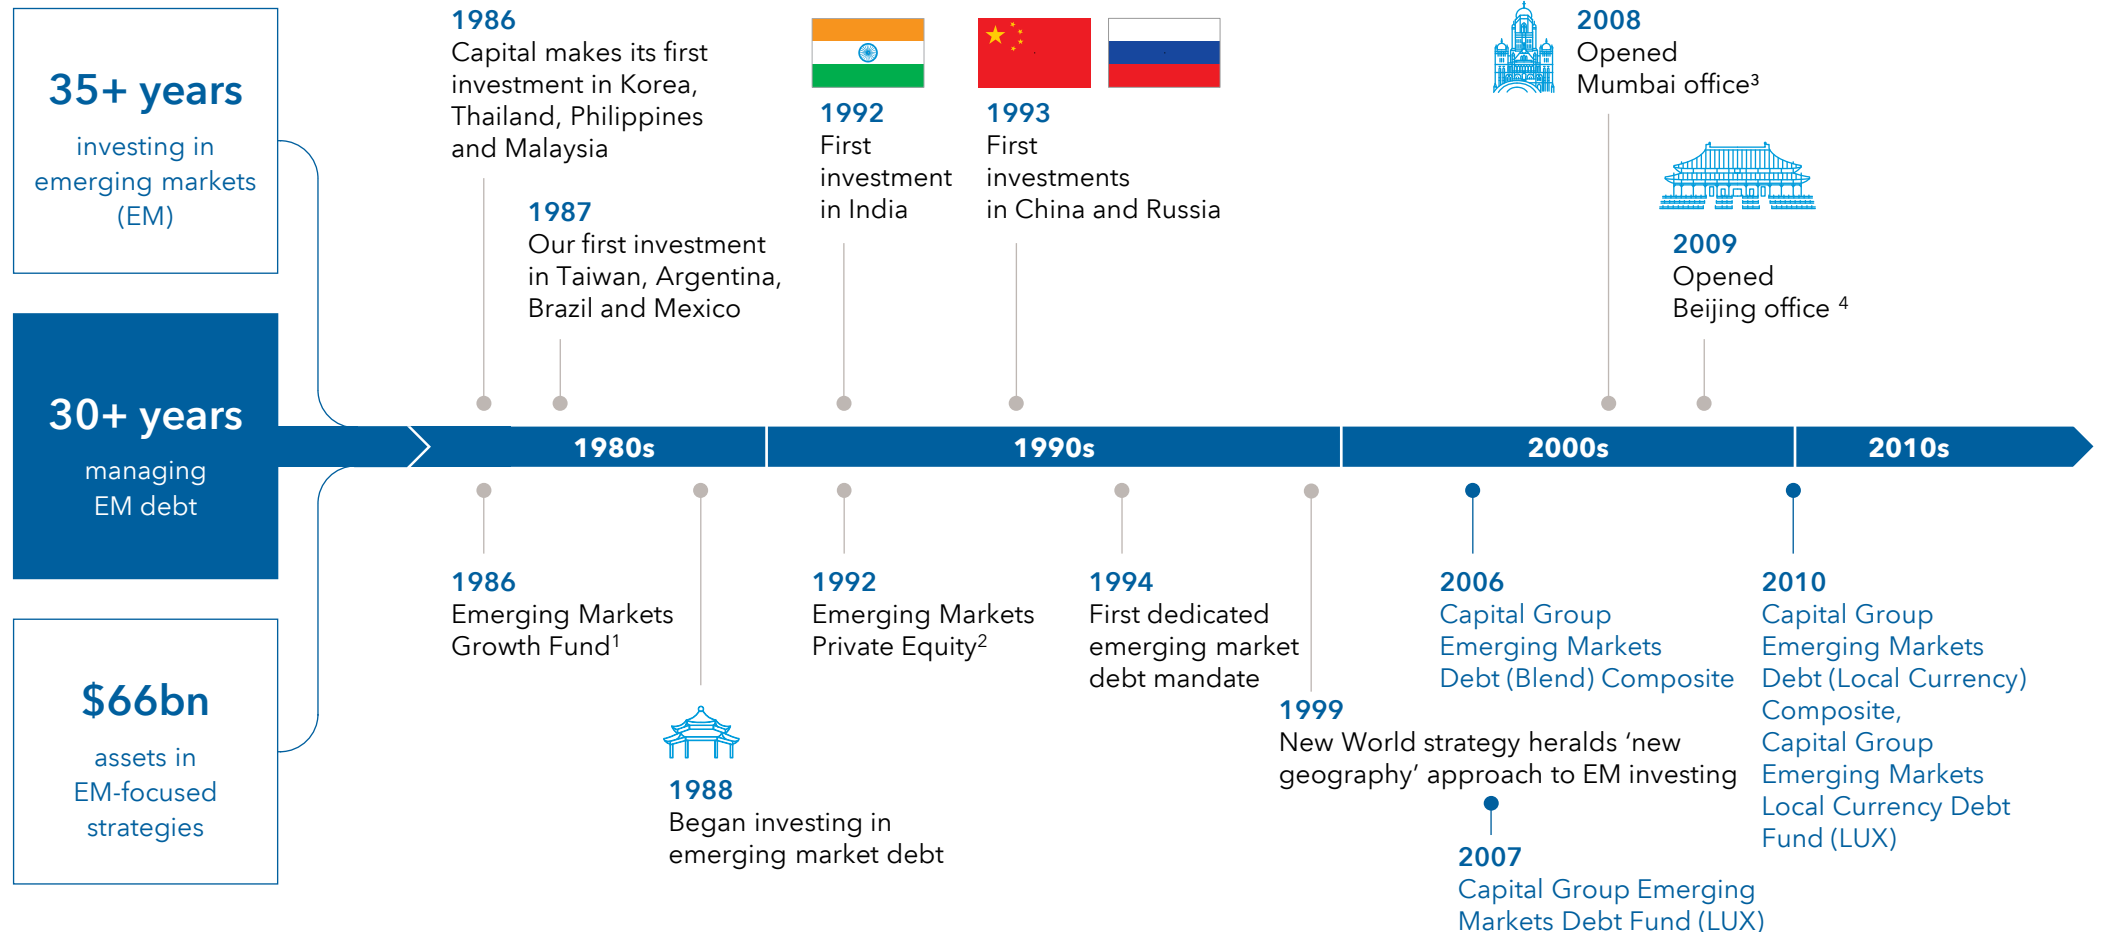 35+ years
investing in
emerging markets
(EM)
30+ years
managing
EM debt
$66bn
assets in
EM-focused
strategies
1986
Capital makes its first
investment in Korea,
Thailand, Philippines
and Malaysia
1987
Our first investment
in Taiwan, Argentina,
Brazil and Mexico
1992
First
investment
in India
1993
First
investments
in China and Russia
2008
Opened
Mumbai office³
2009
Opened
Beijing office ⁴
1980s
1990s
2000s
2010s
1986
Emerging Markets
Growth Fund¹
1988
Began investing in
emerging market debt
1992
Emerging Markets
Private Equity²
1994
First dedicated
emerging market
debt mandate
1999
New World strategy heralds ‘new
geography’ approach to EM investing
2006
Capital Group
Emerging Markets
Debt (Blend) Composite
2007
Capital Group Emerging
Markets Debt Fund (LUX)
2010
Capital Group
Emerging Markets
Debt (Local Currency)
Composite,
Capital Group
Emerging Markets
Local Currency Debt
Fund (LUX)